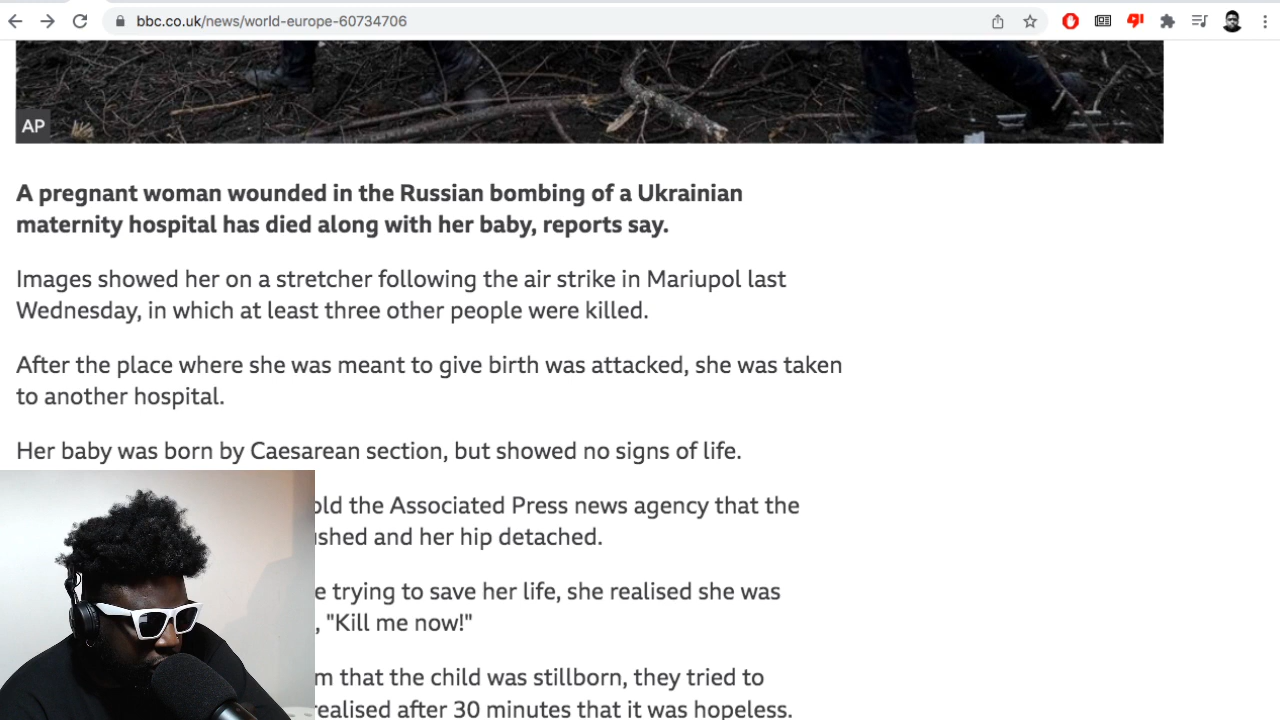 bbc.co.uk/news/world-europe-60734706
AP
A pregnant woman wounded in the Russian bombing of a Ukrainian
maternity hospital has died along with her baby, reports say.
Images showed her on a stretcher following the air strike in Mariupol last
Wednesday, in which at least three other people were killed.
After the place where she was meant to give birth was attacked, she was taken
to another hospital.
Her baby was born by Caesarean section, but showed no signs of life.
old the Associated Press news agency that the
shed and her hip detached.
e trying to save her life, she realised she was
, "Kill me now!"
m that the child was stillborn, they tried to
realised after 30 minutes that it was hopeless.